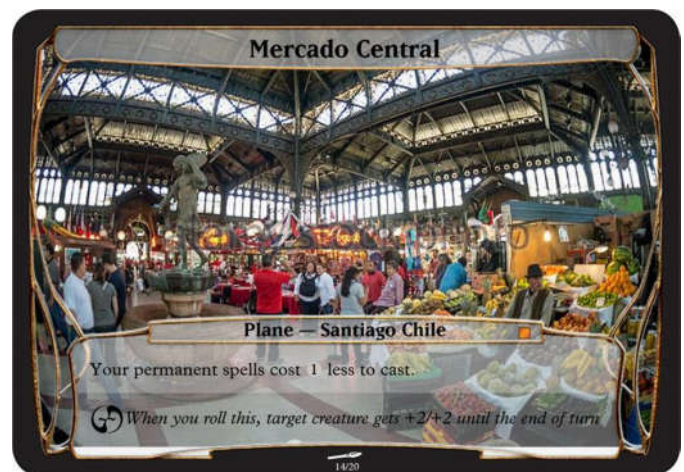 Mercado Central
Plane — Santiago Chile
Your permanent spells cost 1 less to cast.
When you roll this, target creature gets +2/+2 until the end of turn
14/20